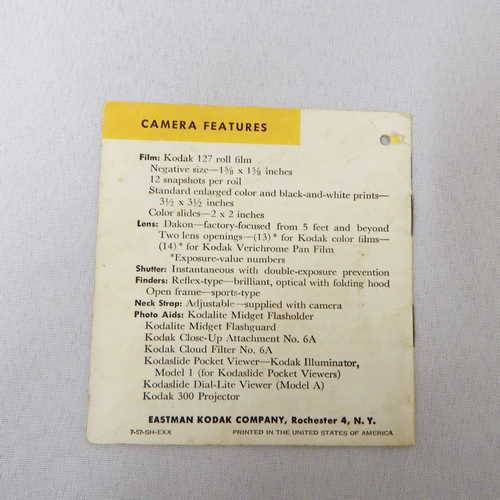 CAMERA FEATURES
Film: Kodak 127 roll film
Negative size—1⅝ x 1⅝ inches
12 snapshots per roll
Standard enlarged color and black-and-white prints—
3½ x 3½ inches
Color slides—2 x 2 inches
Lens: Dakon—factory-focused from 5 feet and beyond
Two lens openings—(13)* for Kodak color films—
(14)* for Kodak Verichrome Pan Film
*Exposure-value numbers
Shutter: Instantaneous with double-exposure prevention
Finders: Reflex-type—brilliant, optical with folding hood
Open frame—sports-type
Neck Strap: Adjustable—supplied with camera
Photo Aids: Kodalite Midget Flasholder
Kodalite Midget Flashguard
Kodak Close-Up Attachment No. 6A
Kodak Cloud Filter No. 6A
Kodaslide Pocket Viewer—Kodak Illuminator,
Model 1 (for Kodaslide Pocket Viewers)
Kodaslide Dial-Lite Viewer (Model A)
Kodak 300 Projector
EASTMAN KODAK COMPANY, Rochester 4, N. Y.
7-57-SH-EXX PRINTED IN THE UNITED STATES OF AMERICA